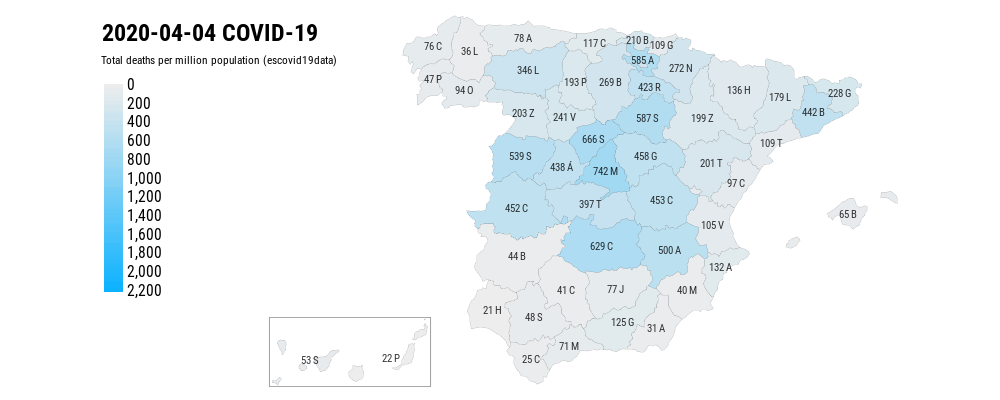 2020-04-04 COVID-19
Total deaths per million population (escovid19data)
0
200
400
600
800
1,000
1,200
1,400
1,600
1,800
2,000
2,200
76 C
36 L
78 A
117 C
210 B
109 G
585 A
272 N
47 P
94 O
346 L
193 P
269 B
423 R
136 H
179 L
228 G
442 B
203 Z
241 V
587 S
199 Z
109 T
666 S
539 S
438 Á
742 M
458 G
201 T
97 C
452 C
397 T
453 C
105 V
65 B
44 B
629 C
500 A
132 A
41 C
77 J
40 M
21 H
48 S
125 G
31 A
71 M
25 C
53 S
22 P